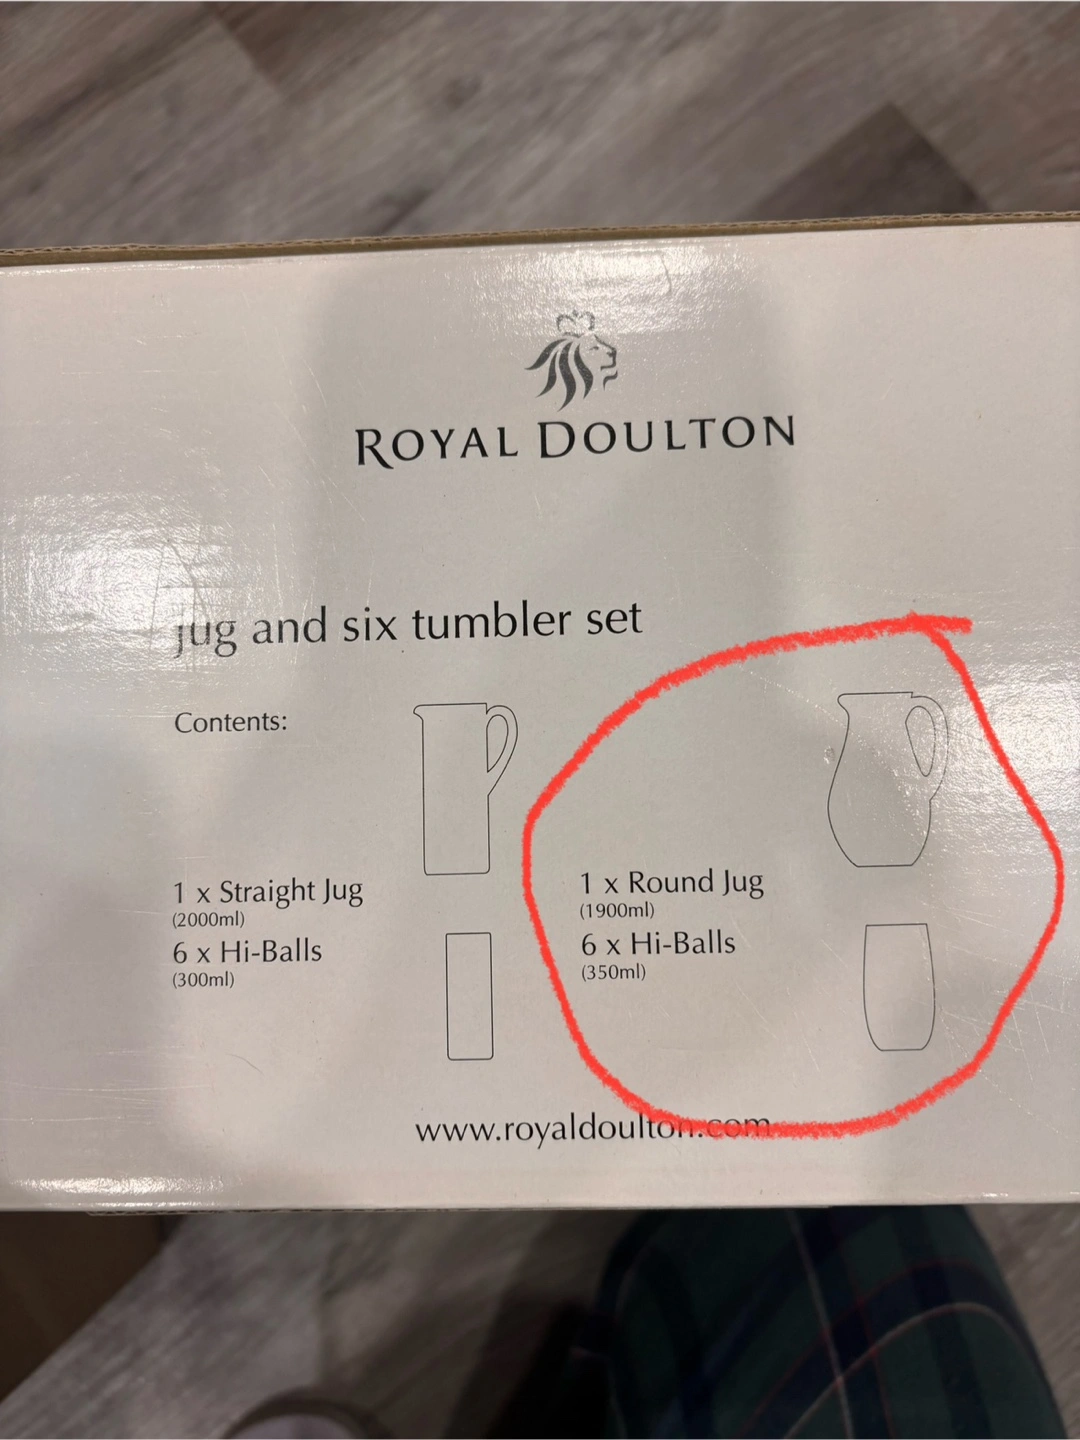 ROYAL DOULTON
jug and six tumbler set
Contents:
1 x Straight Jug
(2000ml)
6 x Hi-Balls
(300ml)
1 x Round Jug
(1900ml)
6 x Hi-Balls
(350ml)
www.royaldoulton.com